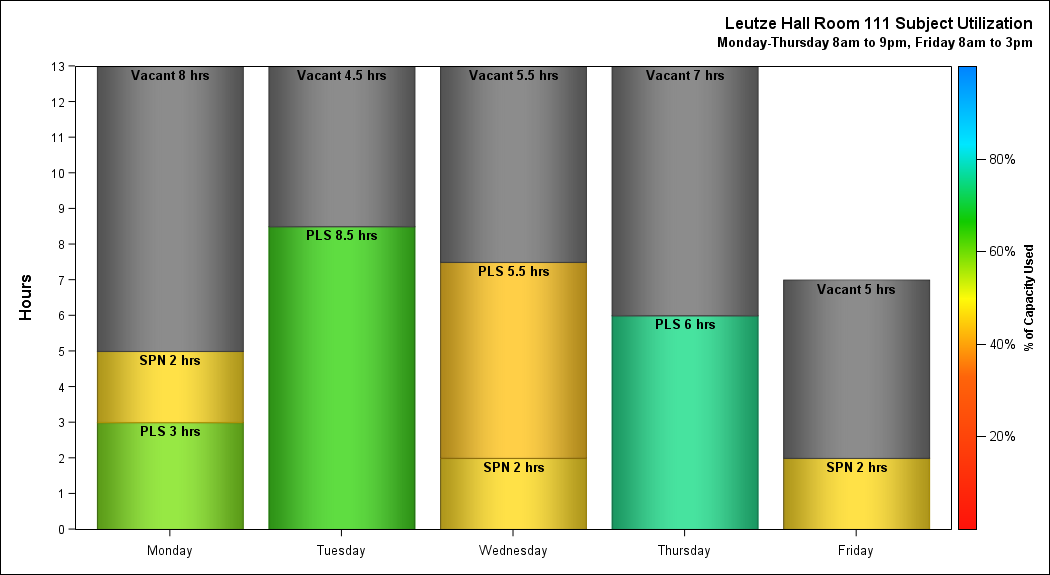 Leutze Hall Room 111 Subject Utilization
Monday-Thursday 8am to 9pm, Friday 8am to 3pm
Hours
13
12
11
10
9
8
7
6
5
4
3
2
1
0
Vacant 8 hrs
SPN 2 hrs
PLS 3 hrs
Vacant 4.5 hrs
PLS 8.5 hrs
Vacant 5.5 hrs
PLS 5.5 hrs
SPN 2 hrs
Vacant 7 hrs
PLS 6 hrs
Vacant 5 hrs
SPN 2 hrs
Monday
Tuesday
Wednesday
Thursday
Friday
80%
60%
40%
20%
% of Capacity Used